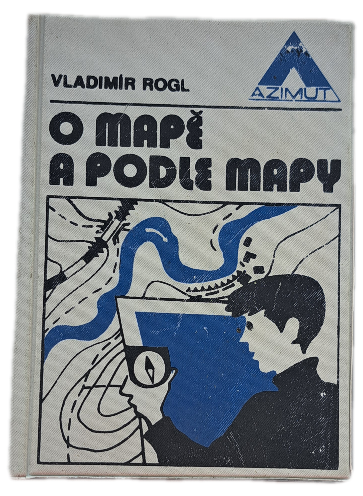 VLADIMÍR ROGL
AZIMUT
O MAPĚ
A PODLE MAPY